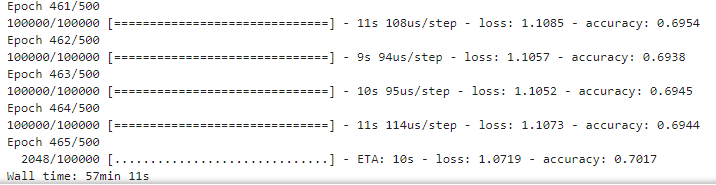 Epoch 461/500
100000/100000 [==============================] - 11s 108us/step - loss: 1.1085 - accuracy: 0.6954
Epoch 462/500
100000/100000 [==============================] - 9s 94us/step - loss: 1.1057 - accuracy: 0.6938
Epoch 463/500
100000/100000 [==============================] - 10s 95us/step - loss: 1.1052 - accuracy: 0.6945
Epoch 464/500
100000/100000 [==============================] - 11s 114us/step - loss: 1.1073 - accuracy: 0.6944
Epoch 465/500
2048/100000 [..............................] - ETA: 10s - loss: 1.0719 - accuracy: 0.7017
Wall time: 57min 11s